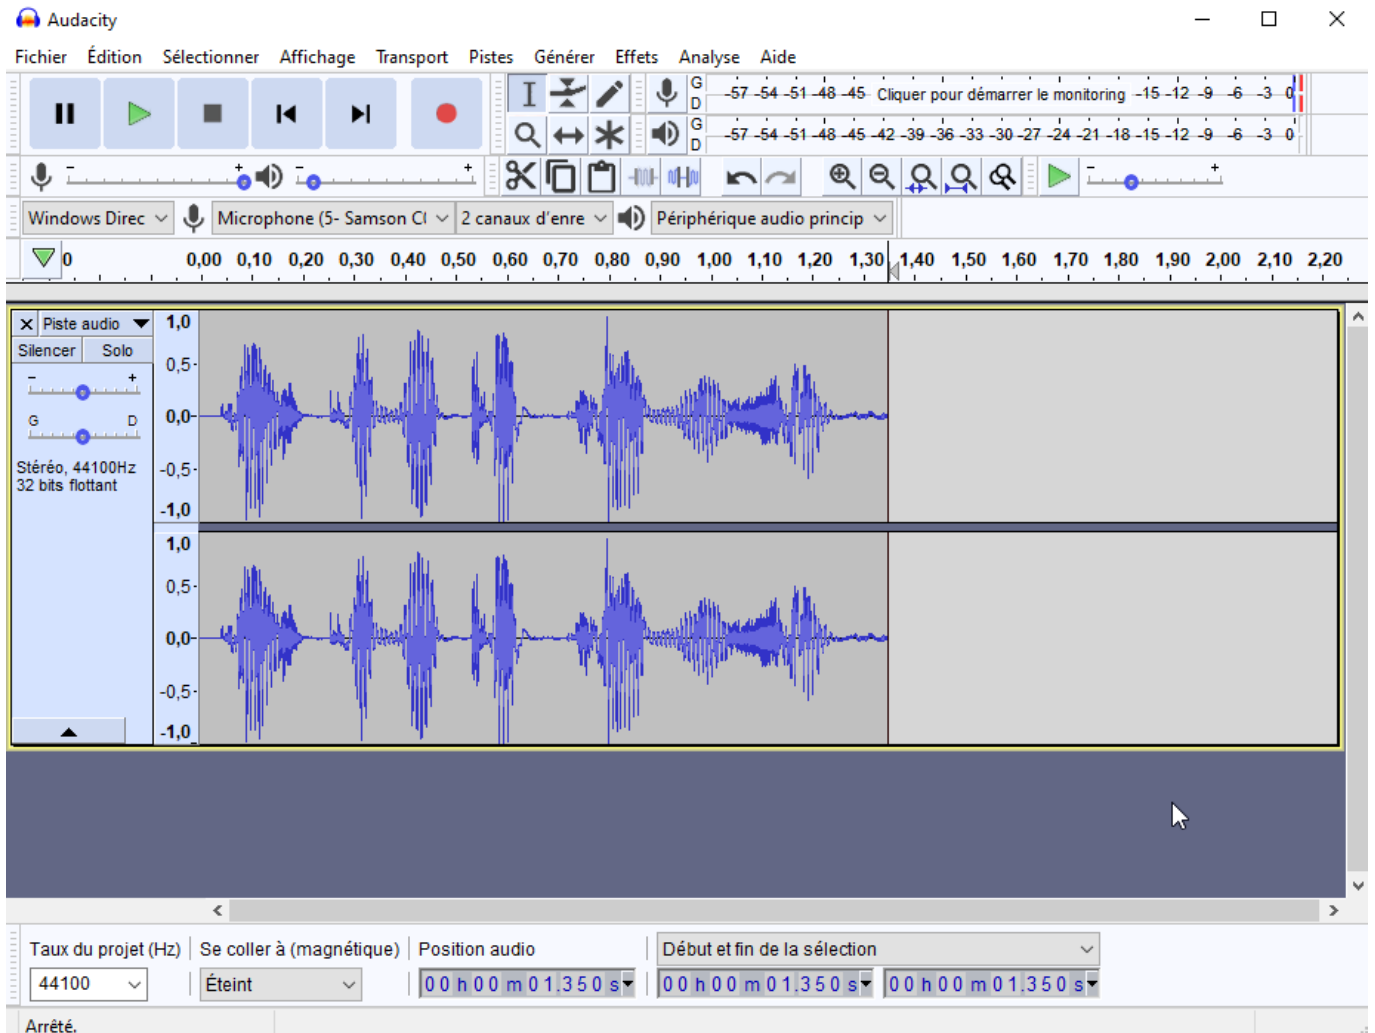 Audacity
Fichier Édition Sélectionner Affichage Transport Pistes Générer Effets Analyse Aide
G
D
-57 -54 -51 -48 -45 Cliquer pour démarrer le monitoring -15 -12 -9 -6 -3 0
G
D
-57 -54 -51 -48 -45 -42 -39 -36 -33 -30 -27 -24 -21 -18 -15 -12 -9 -6 -3 0
- + - + - +
Windows Direc Microphone (5- Samson C 2 canaux d'enre Périphérique audio princip
0 0,00 0,10 0,20 0,30 0,40 0,50 0,60 0,70 0,80 0,90 1,00 1,10 1,20 1,30 1,40 1,50 1,60 1,70 1,80 1,90 2,00 2,10 2,20
Piste audio
Silencer Solo
- +
G D
Stéréo, 44100Hz
32 bits flottant
1,0
0,5-
0,0-
-0,5-
-1,0
1,0
0,5-
0,0-
-0,5-
-1,0
Taux du projet (Hz) Se coller à (magnétique) Position audio Début et fin de la sélection
44100 Éteint 00 h 00 m 01.350 s 00 h 00 m 01.350 s 00 h 00 m 01.350 s
Arrêté.